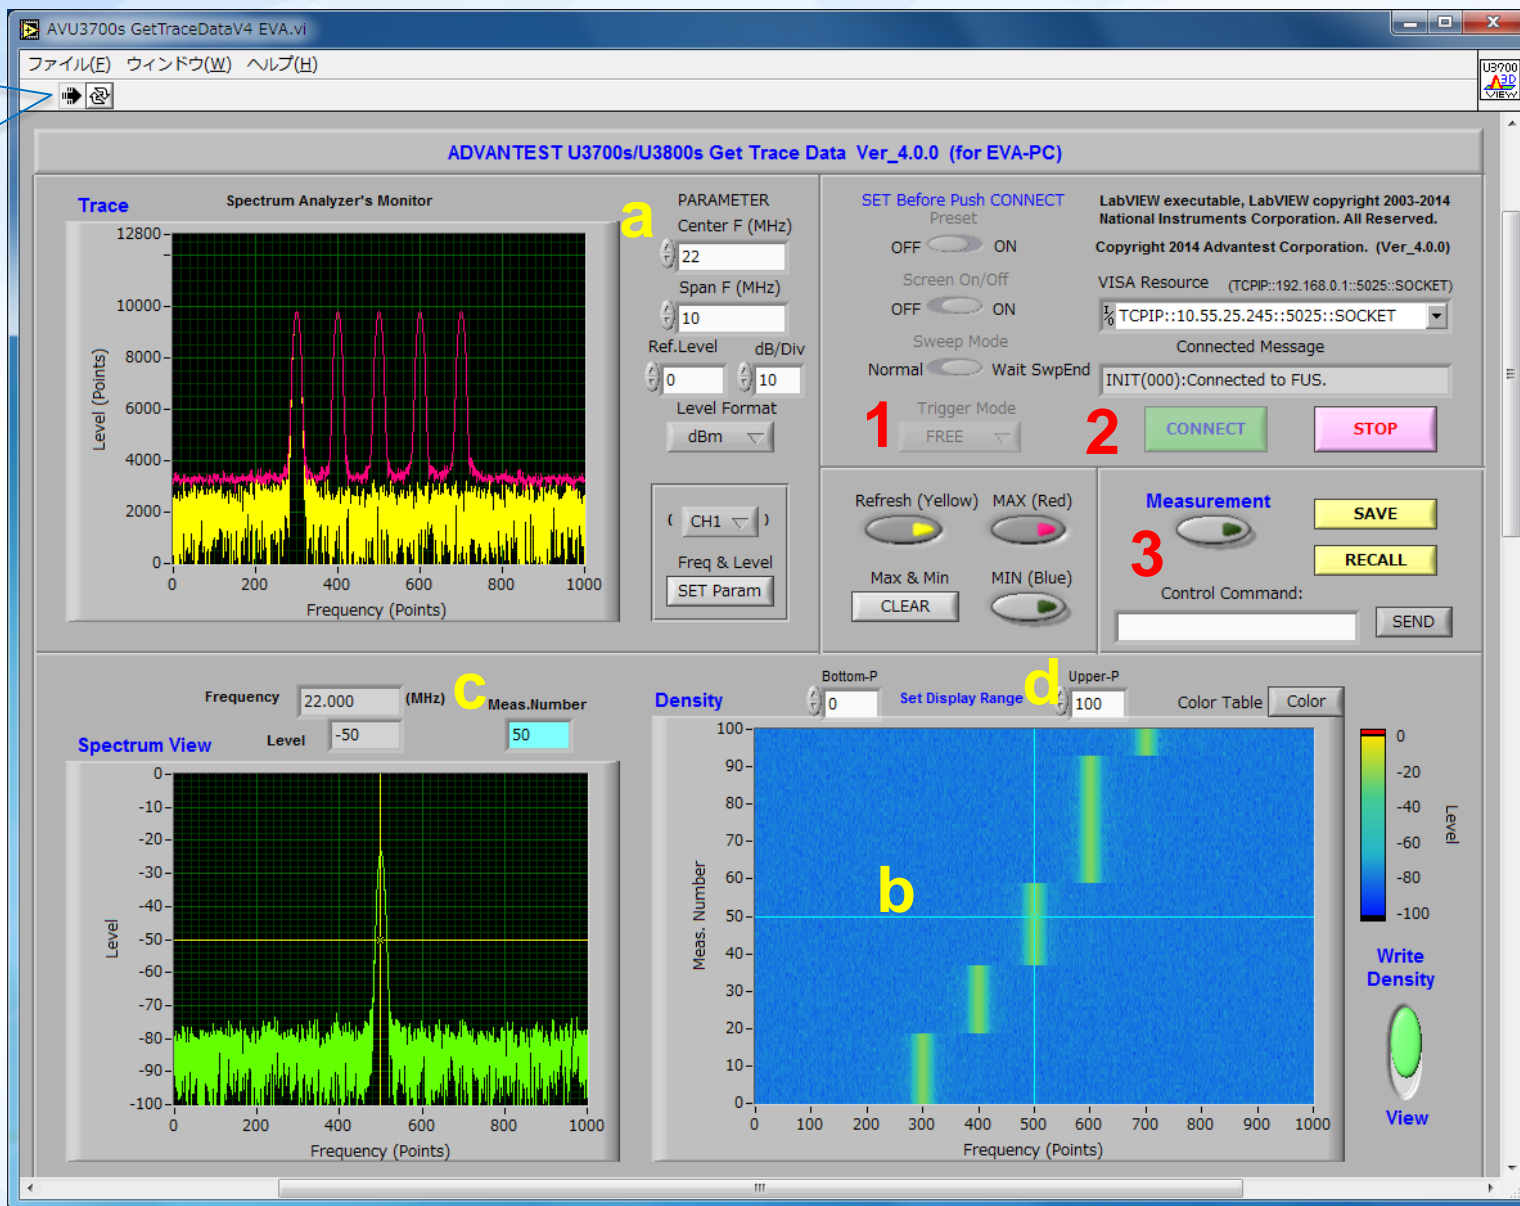 AVU3700s GetTraceDataV4 EVA.vi
ファイル(F) ウィンドウ(W) ヘルプ(H)
U3700
3D
VIEW
ADVANTEST U3700s/U3800s Get Trace Data Ver_4.0.0 (for EVA-PC)
Trace
Spectrum Analyzer's Monitor
Level (Points)
12800
10000
8000
6000
4000
2000
0
0 200 400 600 800 1000
Frequency (Points)
a
PARAMETER
Center F (MHz)
22
Span F (MHz)
10
Ref.Level dB/Div
0 10
Level Format
dBm
( CH1 )
Freq & Level
SET Param
SET Before Push CONNECT
Preset
OFF ON
Screen On/Off
OFF ON
Sweep Mode
Normal Wait SwpEnd
1
Trigger Mode
FREE
LabVIEW executable, LabVIEW copyright 2003-2014
National Instruments Corporation. All Reserved.
Copyright 2014 Advantest Corporation. (Ver_4.0.0)
VISA Resource (TCPIP::192.168.0.1::5025::SOCKET)
I/O TCPIP::10.55.25.245::5025::SOCKET
Connected Message
INIT(000):Connected to FUS.
2
CONNECT STOP
Refresh (Yellow) MAX (Red)
Max & Min MIN (Blue)
CLEAR
Measurement
3
SAVE
RECALL
Control Command:
SEND
Frequency 22.000 (MHz)
Level -50
c
Meas.Number
50
Spectrum View
Level
0
-10
-20
-30
-40
-50
-60
-70
-80
-90
-100
0 200 400 600 800 1000
Frequency (Points)
Density
Bottom-P
0
Set Display Range
d
Upper-P
100
Color Table Color
Meas. Number
100
90
80
70
60
50
40
30
20
10
0
b
0 100 200 300 400 500 600 700 800 900 1000
Frequency (Points)
0
-20
-40
-60
-80
-100
Level
Write
Density
View